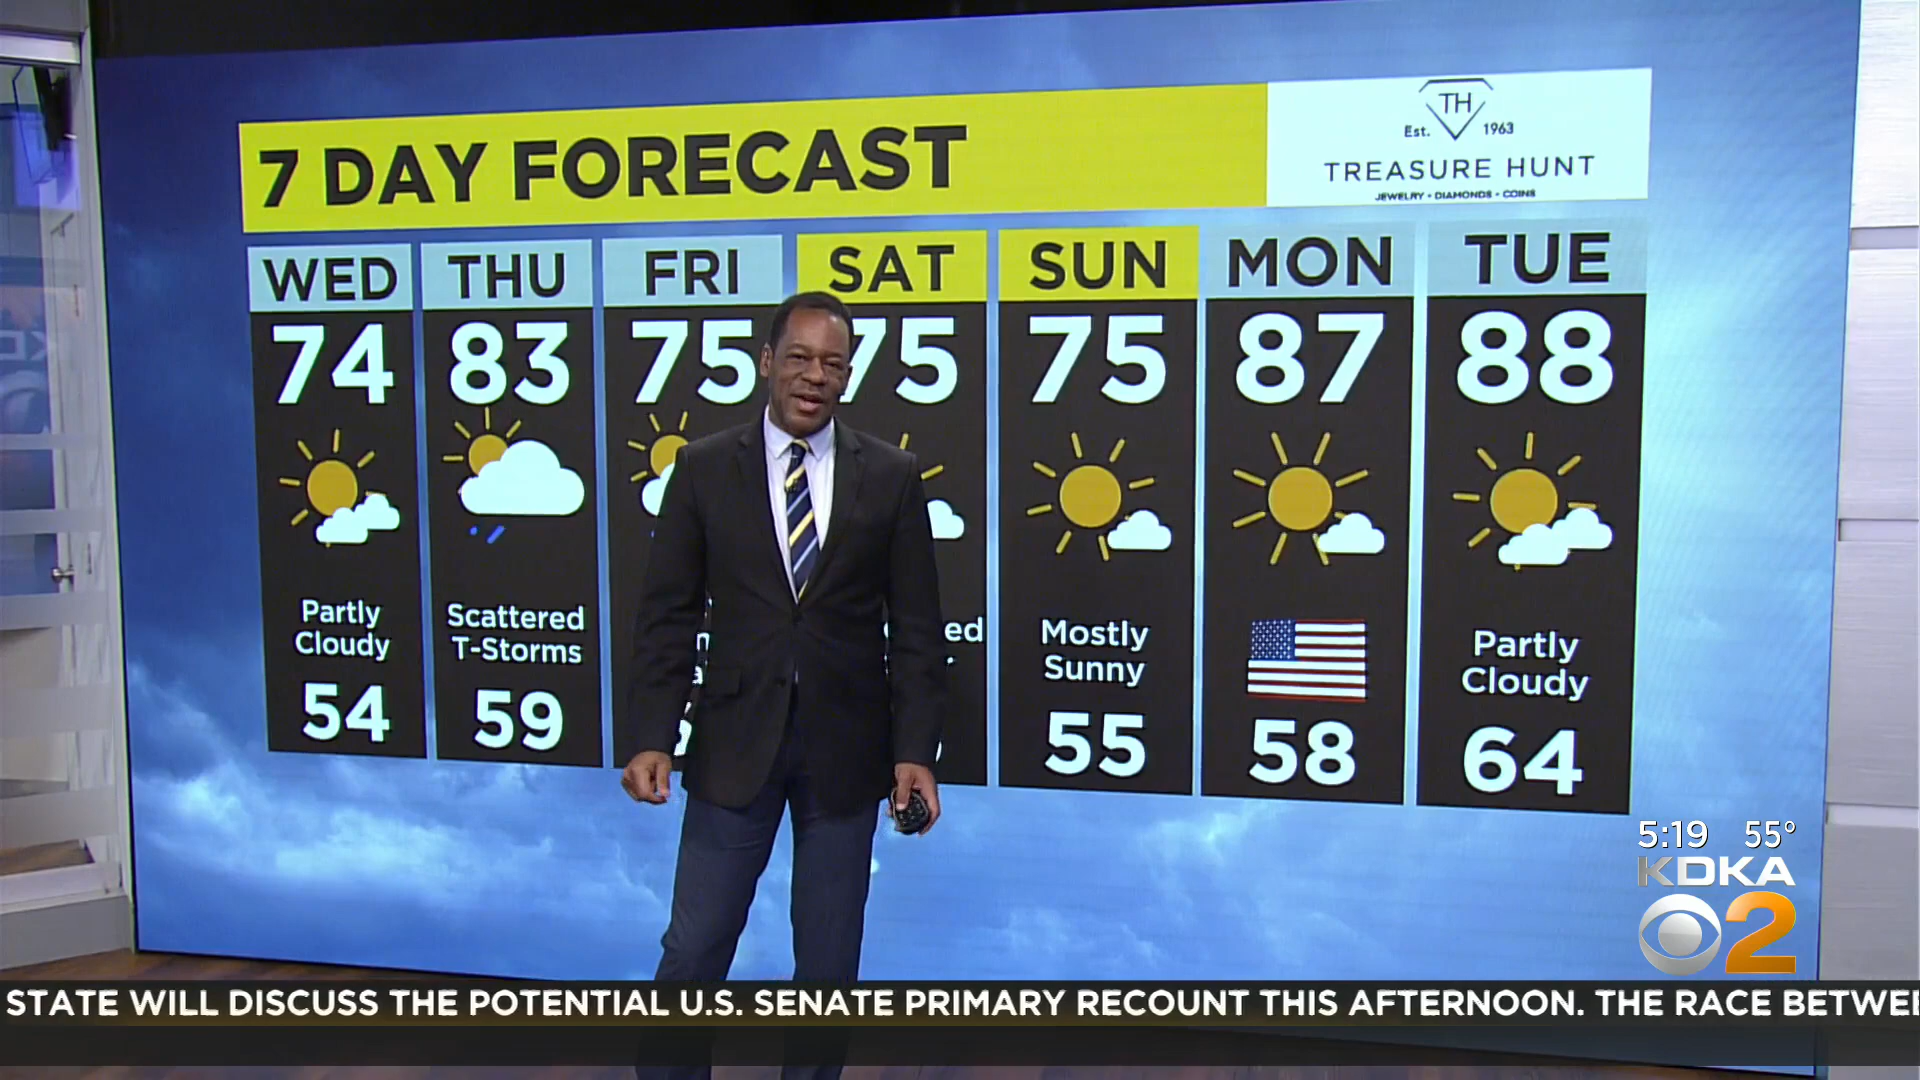 7 DAY FORECAST
TH
Est. 1963
TREASURE HUNT
JEWELRY - DIAMONDS - COINS
WED THU FRI SAT SUN MON TUE
74 83 75 75 75 87 88
Partly
Cloudy
Scattered
T-Storms
Mostly
Sunny
Partly
Cloudy
54 59 55 58 64
5:19 55°
KDKA
2
STATE WILL DISCUSS THE POTENTIAL U.S. SENATE PRIMARY RECOUNT THIS AFTERNOON. THE RACE